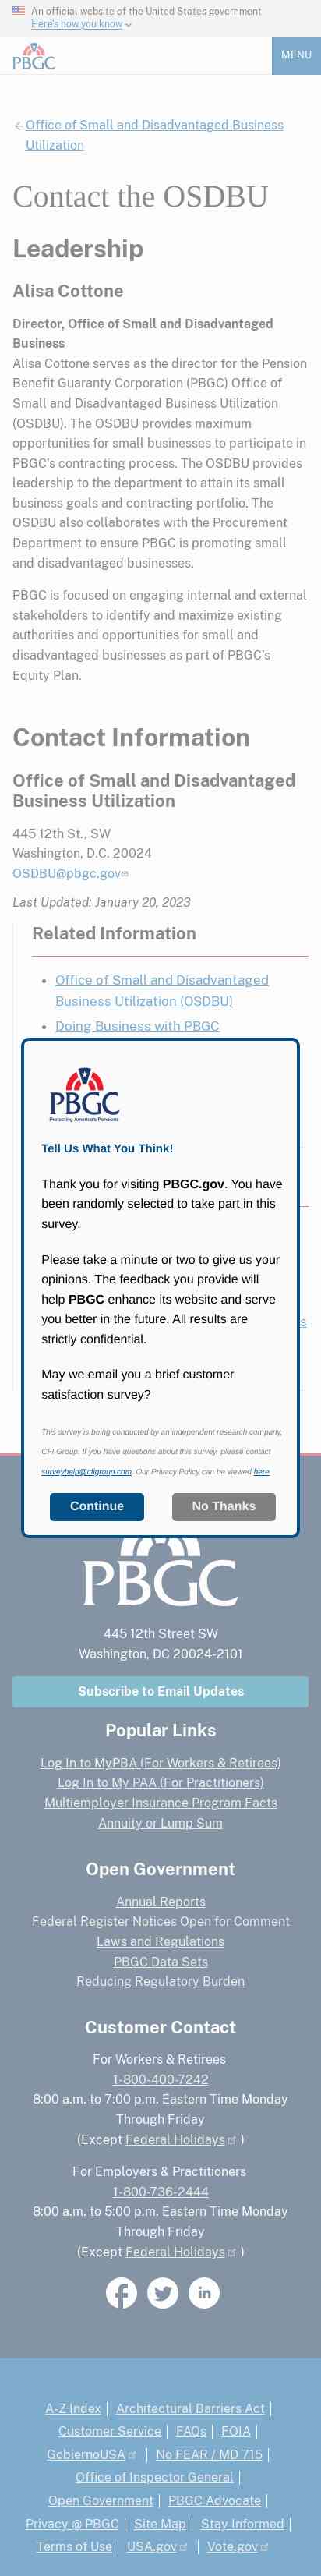 An official website of the United States government
Here's how you know
PBGC
MENU
Office of Small and Disadvantaged Business
Utilization
Contact the OSDBU
Leadership
Alisa Cottone
Director, Office of Small and Disadvantaged
Business
Alisa Cottone serves as the director for the Pension
Benefit Guaranty Corporation (PBGC) Office of
Small and Disadvantaged Business Utilization
(OSDBU). The OSDBU provides maximum
opportunities for small businesses to participate in
PBGC's contracting process. The OSDBU provides
leadership to the department to attain its small
business goals and contracting portfolio. The
OSDBU also collaborates with the Procurement
Department to ensure PBGC is promoting small
and disadvantaged businesses.
PBGC is focused on engaging internal and external
stakeholders to identify and maximize existing
authorities and opportunities for small and
disadvantaged businesses as part of PBGC's
Equity Plan.
Contact Information
Office of Small and Disadvantaged
Business Utilization
445 12th St., SW
Washington, D.C. 20024
OSDBU@pbgc.gov
Last Updated: January 20, 2023
Related Information
Office of Small and Disadvantaged
Business Utilization (OSDBU)
Doing Business with PBGC
PBGC
Protecting America's Pensions
Tell Us What You Think!
Thank you for visiting PBGC.gov. You have
been randomly selected to take part in this
survey.
Please take a minute or two to give us your
opinions. The feedback you provide will
help PBGC enhance its website and serve
you better in the future. All results are
strictly confidential.
May we email you a brief customer
satisfaction survey?
This survey is being conducted by an independent research company,
CFI Group. If you have questions about this survey, please contact
surveyhelp@cfigroup.com. Our Privacy Policy can be viewed here.
Continue
No Thanks
PBGC
445 12th Street SW
Washington, DC 20024-2101
Subscribe to Email Updates
Popular Links
Log In to MyPBA (For Workers & Retirees)
Log In to My PAA (For Practitioners)
Multiemployer Insurance Program Facts
Annuity or Lump Sum
Open Government
Annual Reports
Federal Register Notices Open for Comment
Laws and Regulations
PBGC Data Sets
Reducing Regulatory Burden
Customer Contact
For Workers & Retirees
1-800-400-7242
8:00 a.m. to 7:00 p.m. Eastern Time Monday
Through Friday
(Except Federal Holidays )
For Employers & Practitioners
1-800-736-2444
8:00 a.m. to 5:00 p.m. Eastern Time Monday
Through Friday
(Except Federal Holidays )
in
A-Z Index | Architectural Barriers Act |
Customer Service | FAQs | FOIA |
GobiernoUSA | No FEAR / MD 715 |
Office of Inspector General |
Open Government | PBGC Advocate |
Privacy @ PBGC | Site Map | Stay Informed |
Terms of Use | USA.gov | Vote.gov